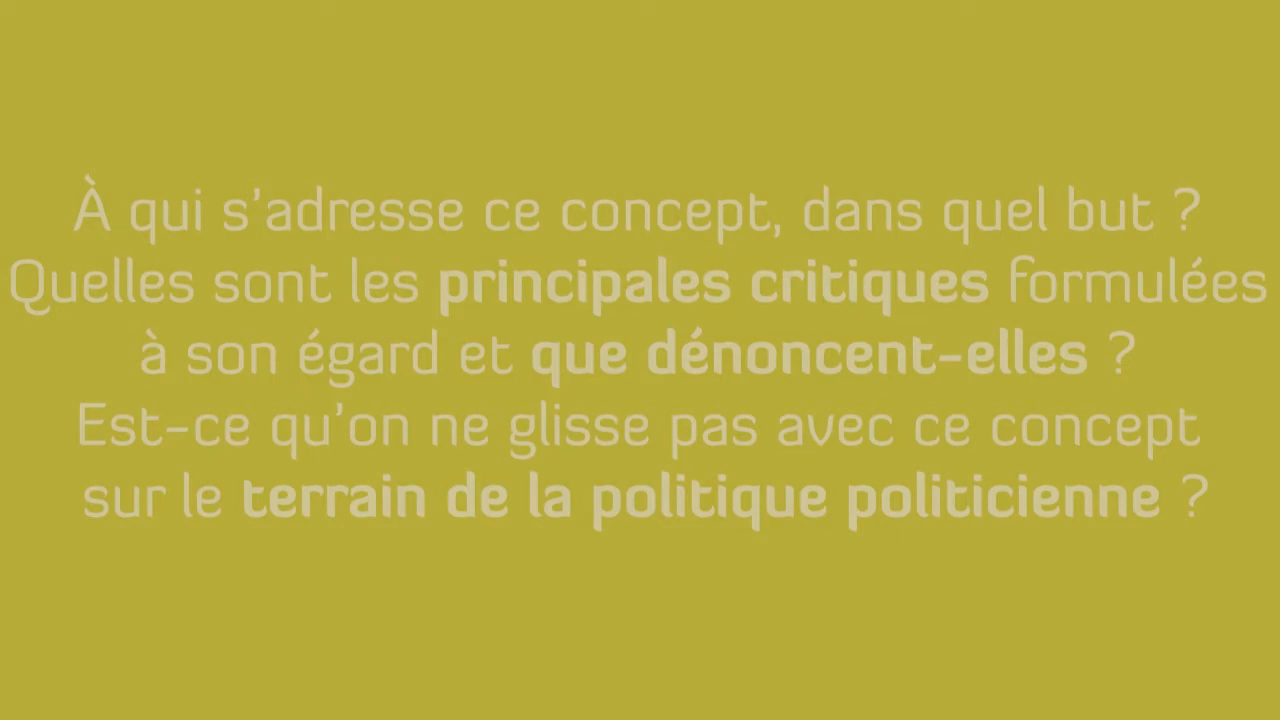 À qui s’adresse ce concept, dans quel but ?
Quelles sont les principales critiques formulées
à son égard et que dénoncent-elles ?
Est-ce qu’on ne glisse pas avec ce concept
sur le terrain de la politique politicienne ?